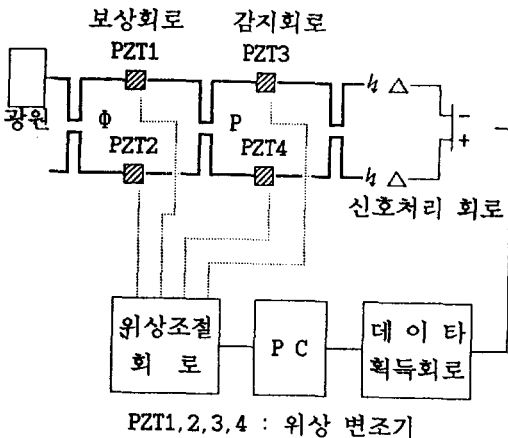 보상회로 감지회로
PZT1 PZT3
광원
Φ P
PZT2 PZT4
- 
+
신호처리 회로
위상조절
회 로
P C
데 이 타
획득회로
PZT1,2,3,4 : 위상 변조기